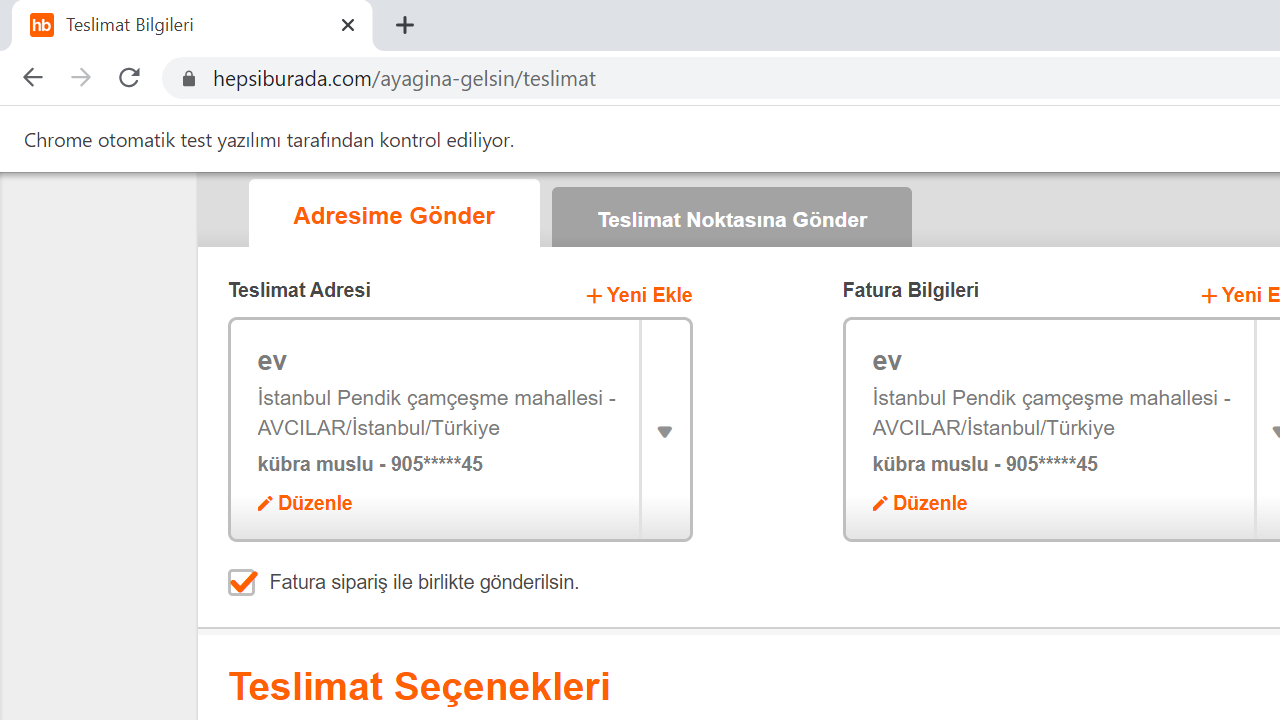 hb Teslimat Bilgileri
hepsiburada.com/ayagina-gelsin/teslimat
Chrome otomatik test yazılımı tarafından kontrol ediliyor.
Adresime Gönder
Teslimat Noktasına Gönder
Teslimat Adresi
Yeni Ekle
ev
İstanbul Pendik çamçeşme mahallesi -
AVCILAR/İstanbul/Türkiye
kübra muslu - 905*****45
Düzenle
Fatura Bilgileri
Yeni E
ev
İstanbul Pendik çamçeşme mahallesi -
AVCILAR/İstanbul/Türkiye
kübra muslu - 905*****45
Düzenle
Fatura sipariş ile birlikte gönderilsin.
Teslimat Seçenekleri